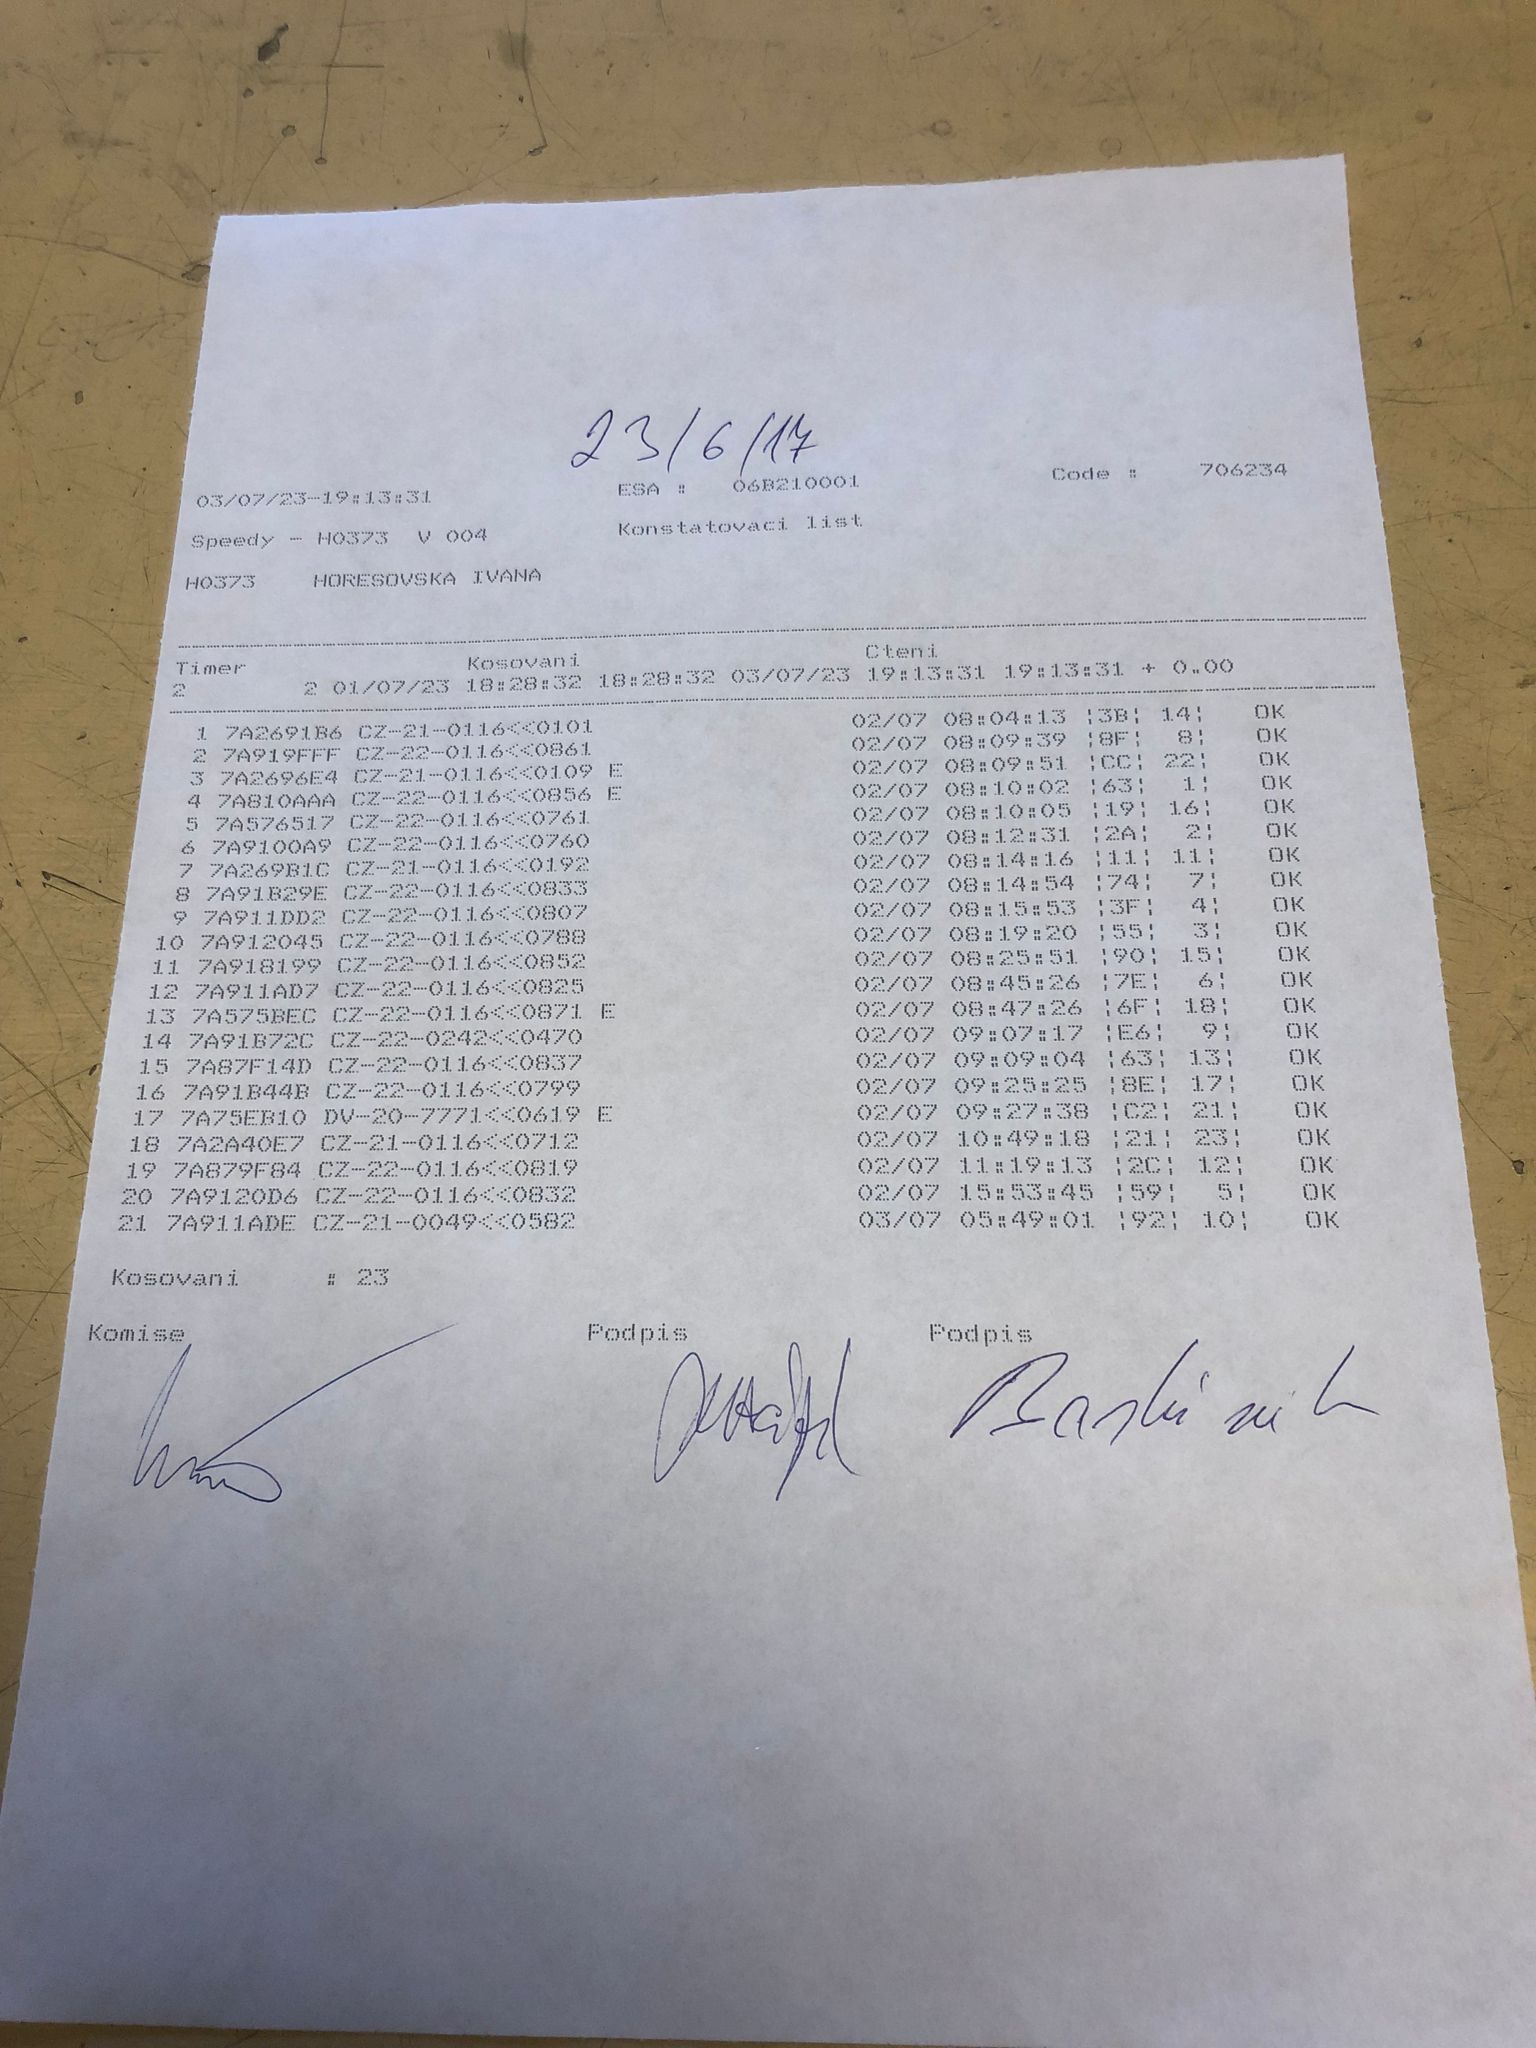 23/6/17
03/07/23-19:13:31 ESA : 06B210001 Code : 706234
Speedy - H0373 V 004 Konstatovaci list
H0373 HORESOVSKA IVANA
Timer Kosovani Cteni
2 2 01/07/23 18:28:32 18:28:32 03/07/23 19:13:31 19:13:31 + 0.00
1 7A2691B6 CZ-21-0116<<0101 02/07 08:04:13 ¦3B¦ 14¦ OK
2 7A919FFF CZ-22-0116<<0861 02/07 08:09:39 ¦8F¦ 8¦ OK
3 7A2696E4 CZ-21-0116<<0109 E 02/07 08:09:51 ¦CC¦ 22¦ OK
4 7A810AAA CZ-22-0116<<0856 E 02/07 08:10:02 ¦63¦ 1¦ OK
5 7A576517 CZ-22-0116<<0761 02/07 08:10:05 ¦19¦ 16¦ OK
6 7A9100A9 CZ-22-0116<<0760 02/07 08:12:31 ¦2A¦ 2¦ OK
7 7A269B1C CZ-21-0116<<0192 02/07 08:14:16 ¦11¦ 11¦ OK
8 7A91B29E CZ-22-0116<<0833 02/07 08:14:54 ¦74¦ 7¦ OK
9 7A911DD2 CZ-22-0116<<0807 02/07 08:15:53 ¦3F¦ 4¦ OK
10 7A912045 CZ-22-0116<<0788 02/07 08:19:20 ¦55¦ 3¦ OK
11 7A918199 CZ-22-0116<<0852 02/07 08:25:51 ¦90¦ 15¦ OK
12 7A911AD7 CZ-22-0116<<0825 02/07 08:45:26 ¦7E¦ 6¦ OK
13 7A575BEC CZ-22-0116<<0871 E 02/07 08:47:26 ¦6F¦ 18¦ OK
14 7A91B72C CZ-22-0242<<0470 02/07 09:07:17 ¦E6¦ 9¦ OK
15 7A87F14D CZ-22-0116<<0837 02/07 09:09:04 ¦63¦ 13¦ OK
16 7A91B44B CZ-22-0116<<0799 02/07 09:25:25 ¦8E¦ 17¦ OK
17 7A75EB10 DV-20-7771<<0619 E 02/07 09:27:38 ¦C2¦ 21¦ OK
18 7A2A40E7 CZ-21-0116<<0712 02/07 10:49:18 ¦21¦ 23¦ OK
19 7A879F84 CZ-22-0116<<0819 02/07 11:19:13 ¦2C¦ 12¦ OK
20 7A9120D6 CZ-22-0116<<0832 02/07 15:53:45 ¦59¦ 5¦ OK
21 7A911ADE CZ-21-0049<<0582 03/07 05:49:01 ¦92¦ 10¦ OK
Kosovani : 23
Komise Podpis Podpis